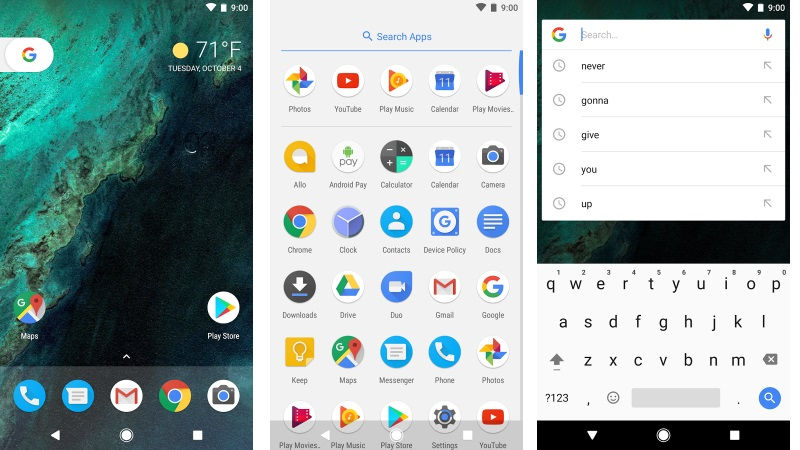 9:00
71°F
TUESDAY, OCTOBER 4
Maps
Play Store
9:00
Search Apps
Photos YouTube Play Music Calendar Play Movies..
Allo Android Pay Calculator Calendar Camera
Chrome Clock Contacts Device Policy Docs
Downloads Drive Duo Gmail Google
Keep Maps Messenger Phone Photos
Play Movies.. Play Music Play Store Settings YouTube
9:00
Search...
never
gonna
give
you
up
1 2 3 4 5 6 7 8 9 0
q w e r t y u i o p
a s d f g h j k l
z x c v b n m
?123 , .